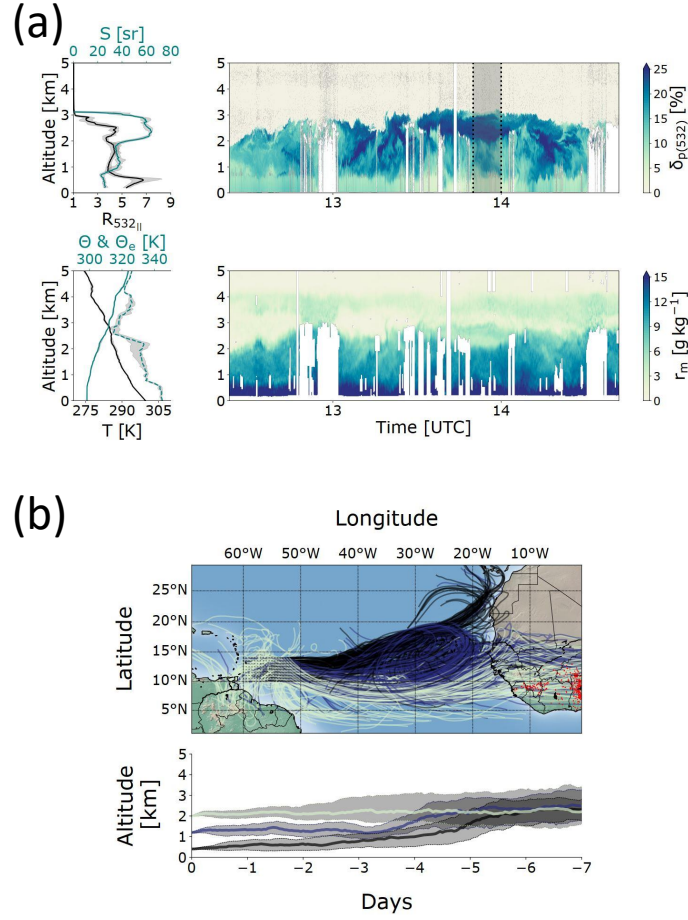 (a)
S [sr]
0 20 40 60 80
Altitude [km]
5
4
3
2
1
0
1 3 5 7 9
R532||
Altitude [km]
5
4
3
2
1
0
13 14
25
20
15
10
5
0
δp(532) [%]
Θ & Θe [K]
300 320 340
Altitude [km]
5
4
3
2
1
0
275 290 305
T [K]
Altitude [km]
5
4
3
2
1
0
13 14
Time [UTC]
15
12
9
6
3
0
rm [g kg⁻¹]
(b)
Longitude
60°W 50°W 40°W 30°W 20°W 10°W
Latitude
25°N
20°N
15°N
10°N
5°N
Altitude
[km]
5
4
3
2
1
0
0 −1 −2 −3 −4 −5 −6 −7
Days